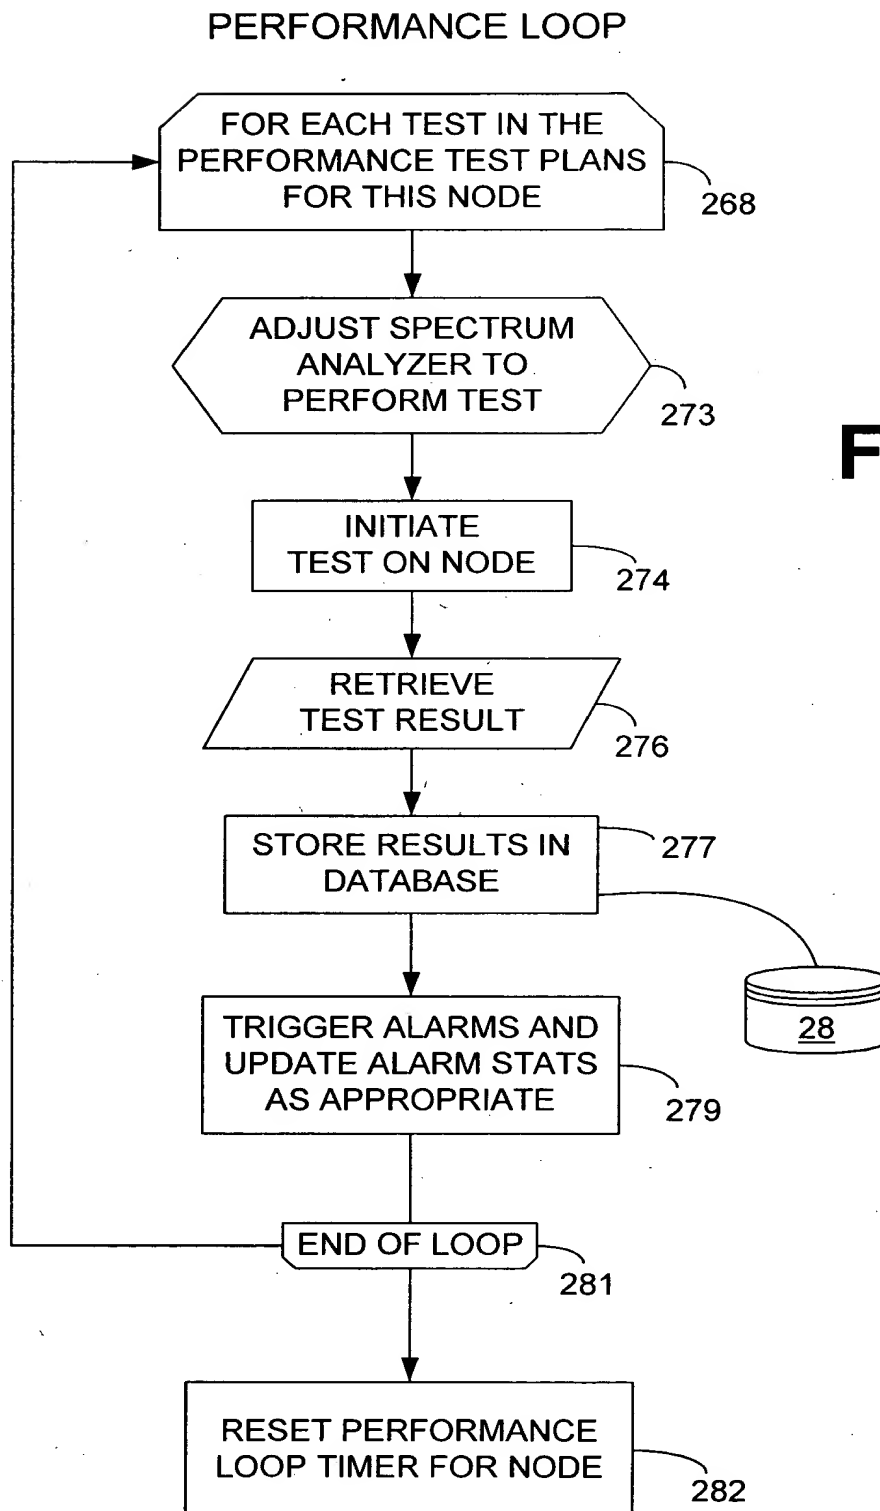 PERFORMANCE LOOP
FOR EACH TEST IN THE
PERFORMANCE TEST PLANS
FOR THIS NODE
268
ADJUST SPECTRUM
ANALYZER TO
PERFORM TEST
273
F
INITIATE
TEST ON NODE
274
RETRIEVE
TEST RESULT
276
STORE RESULTS IN
DATABASE
277
28
TRIGGER ALARMS AND
UPDATE ALARM STATS
AS APPROPRIATE
279
END OF LOOP
281
RESET PERFORMANCE
LOOP TIMER FOR NODE
282